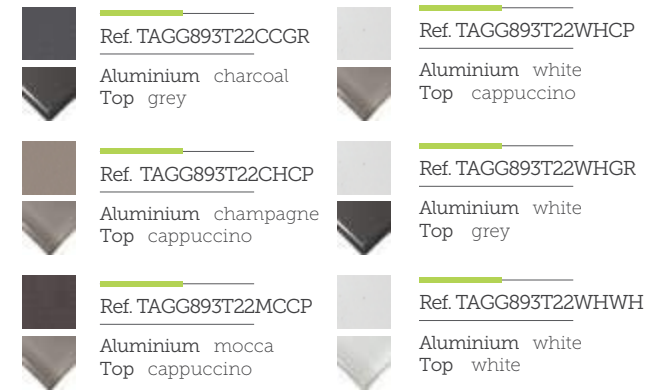 Ref. TAGG893T22CCGR
Aluminium charcoal
Top grey
Ref. TAGG893T22CHCP
Aluminium champagne
Top cappuccino
Ref. TAGG893T22MCCP
Aluminium mocca
Top cappuccino
Ref. TAGG893T22WHCP
Aluminium white
Top cappuccino
Ref. TAGG893T22WHGR
Aluminium white
Top grey
Ref. TAGG893T22WHWH
Aluminium white
Top white